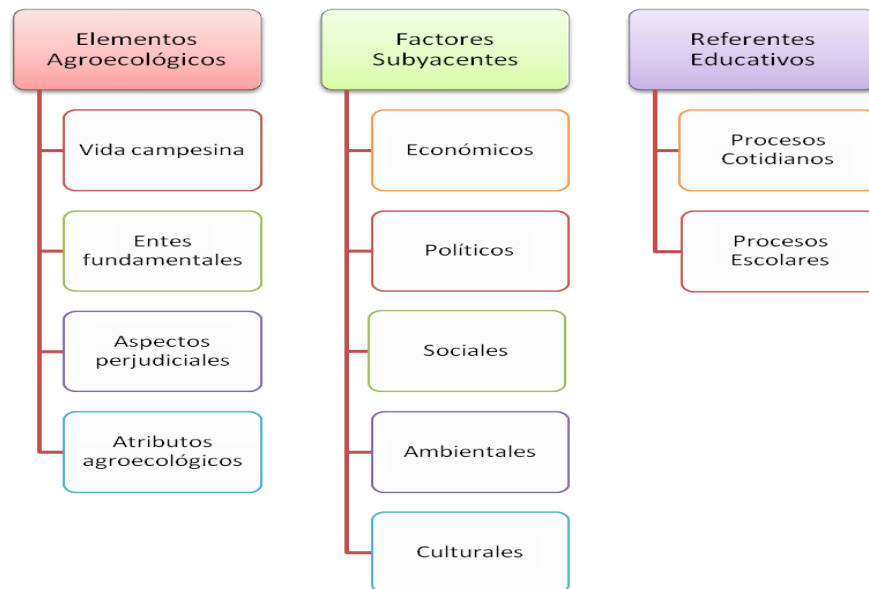 Elementos
Agroecológicos
Vida campesina
Entes
fundamentales
Aspectos
perjudiciales
Atributos
agroecológicos
Factores
Subyacentes
Económicos
Políticos
Sociales
Ambientales
Culturales
Referentes
Educativos
Procesos
Cotidianos
Procesos
Escolares